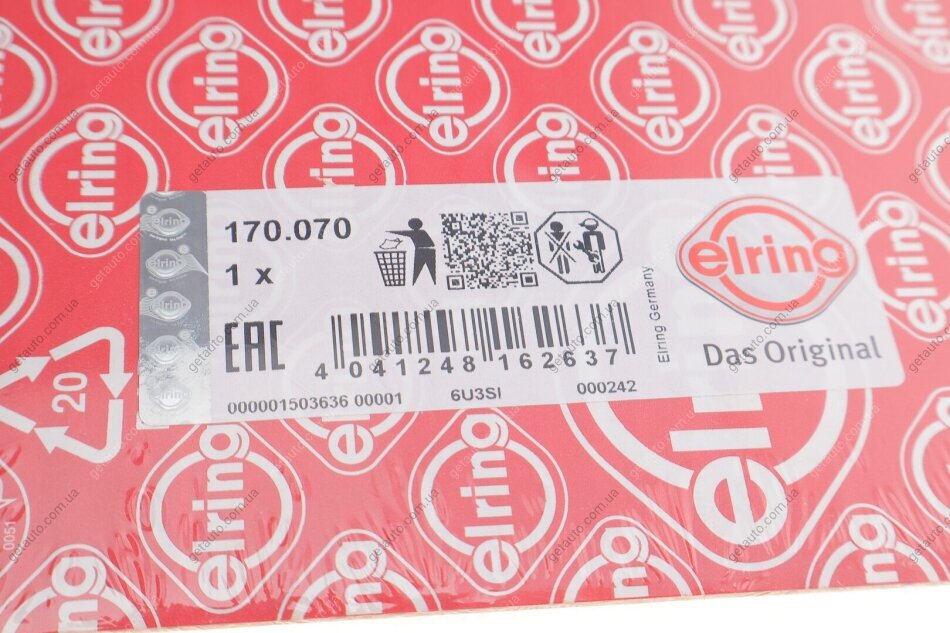 170.070
1 x
EAC
4 041248 162637
000001503636 00001 6U3SI 000242
Elring Germany
elring
Das Original
20
0051
elring
getauto.com.ua